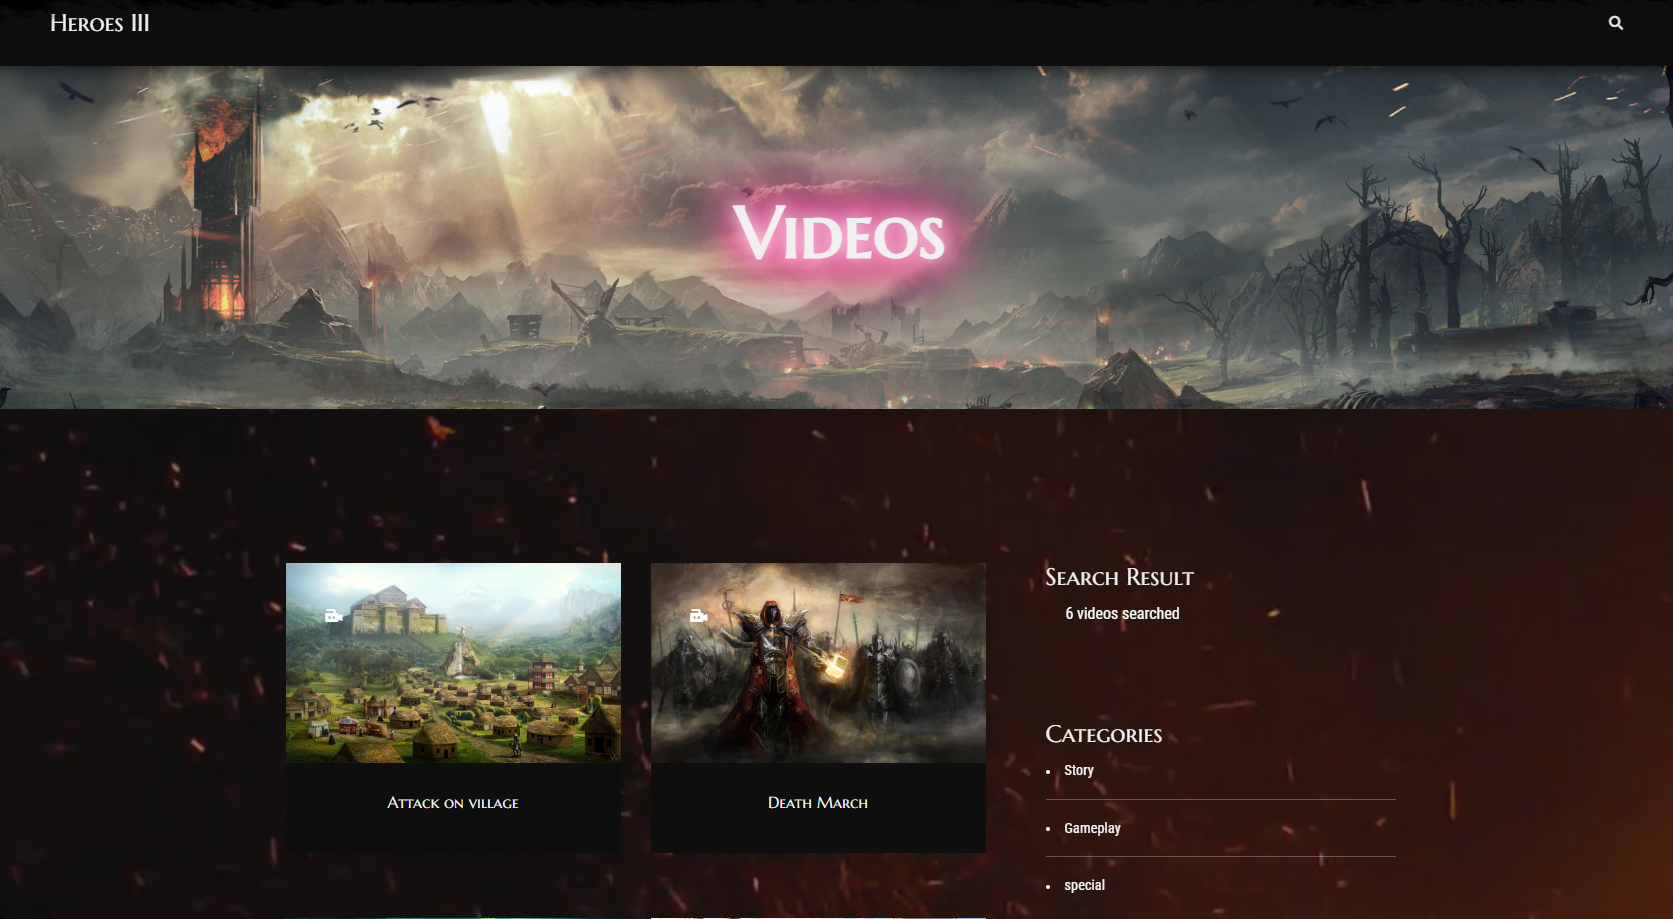 Heroes III
Videos
Attack on village
Death March
Search Result
6 videos searched
Categories
Story
Gameplay
special